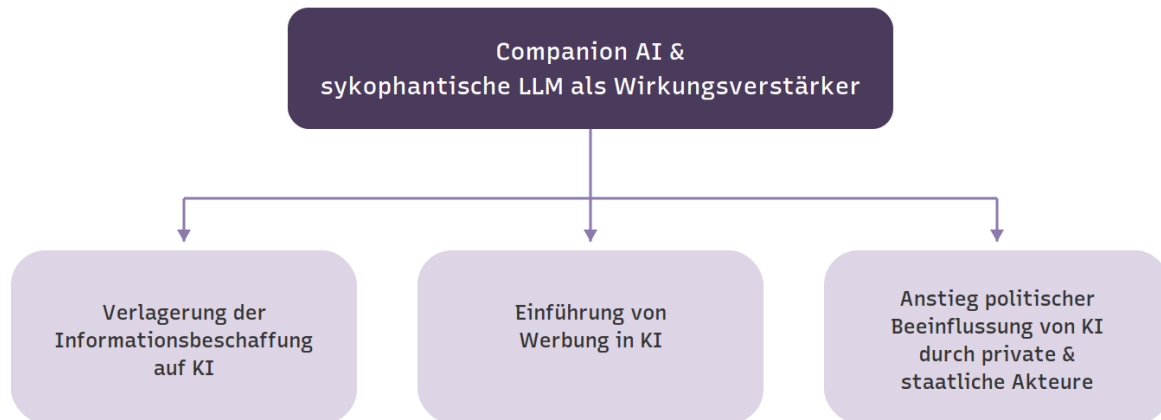 Companion AI &
sykophantische LLM als Wirkungsverstärker
Verlagerung der
Informationsbeschaffung
auf KI
Einführung von
Werbung in KI
Anstieg politischer
Beeinflussung von KI
durch private &
staatliche Akteure